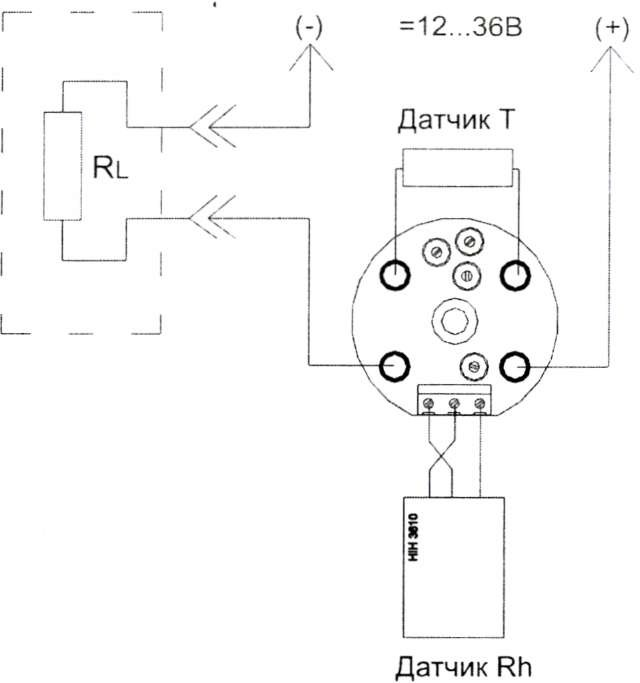 (-)
=12...36В
(+)
Датчик Т
RL
HIH 3610
Датчик Rh